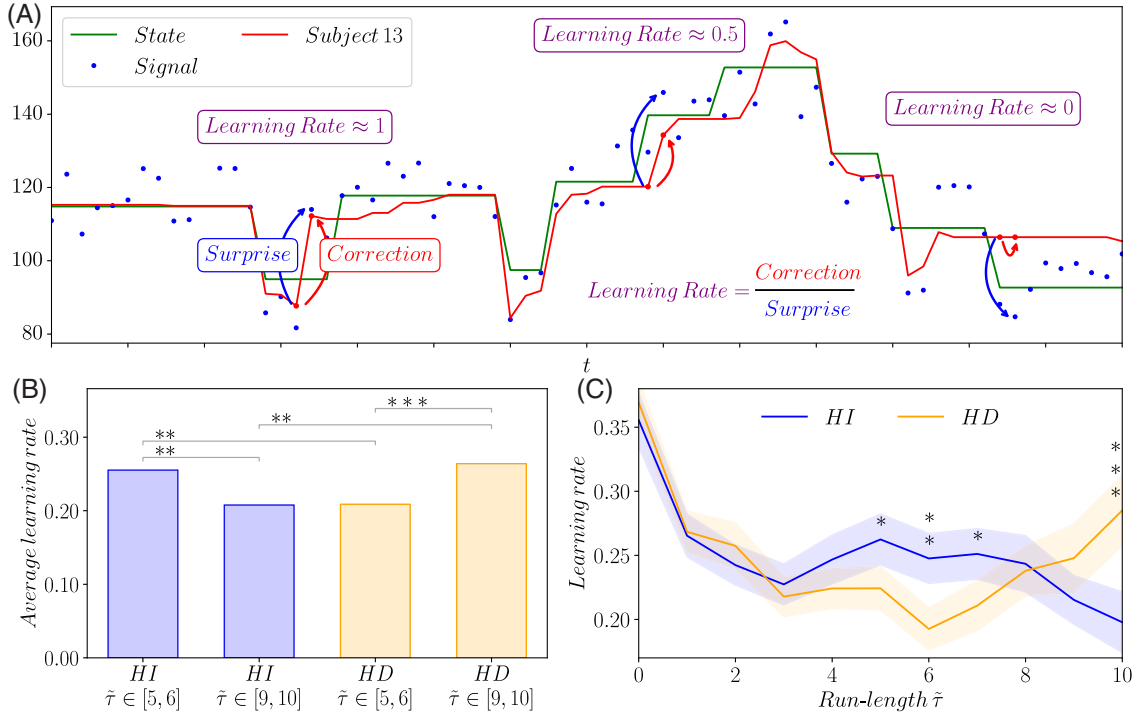 (A)
160
140
120
100
80
State
Signal
Subject 13
Learning Rate ≈ 1
Learning Rate ≈ 0.5
Learning Rate ≈ 0
Surprise
Correction
Learning Rate = Correction / Surprise
t
(B)
Average learning rate
0.30
0.20
0.10
0.00
**
**
**
***
HI
τ̃ ∈ [5, 6]
HI
τ̃ ∈ [9, 10]
HD
τ̃ ∈ [5, 6]
HD
τ̃ ∈ [9, 10]
(C)
Learning rate
0.35
0.30
0.25
0.20
HI
HD
*
**
*
***
0 2 4 6 8 10
Run-length τ̃